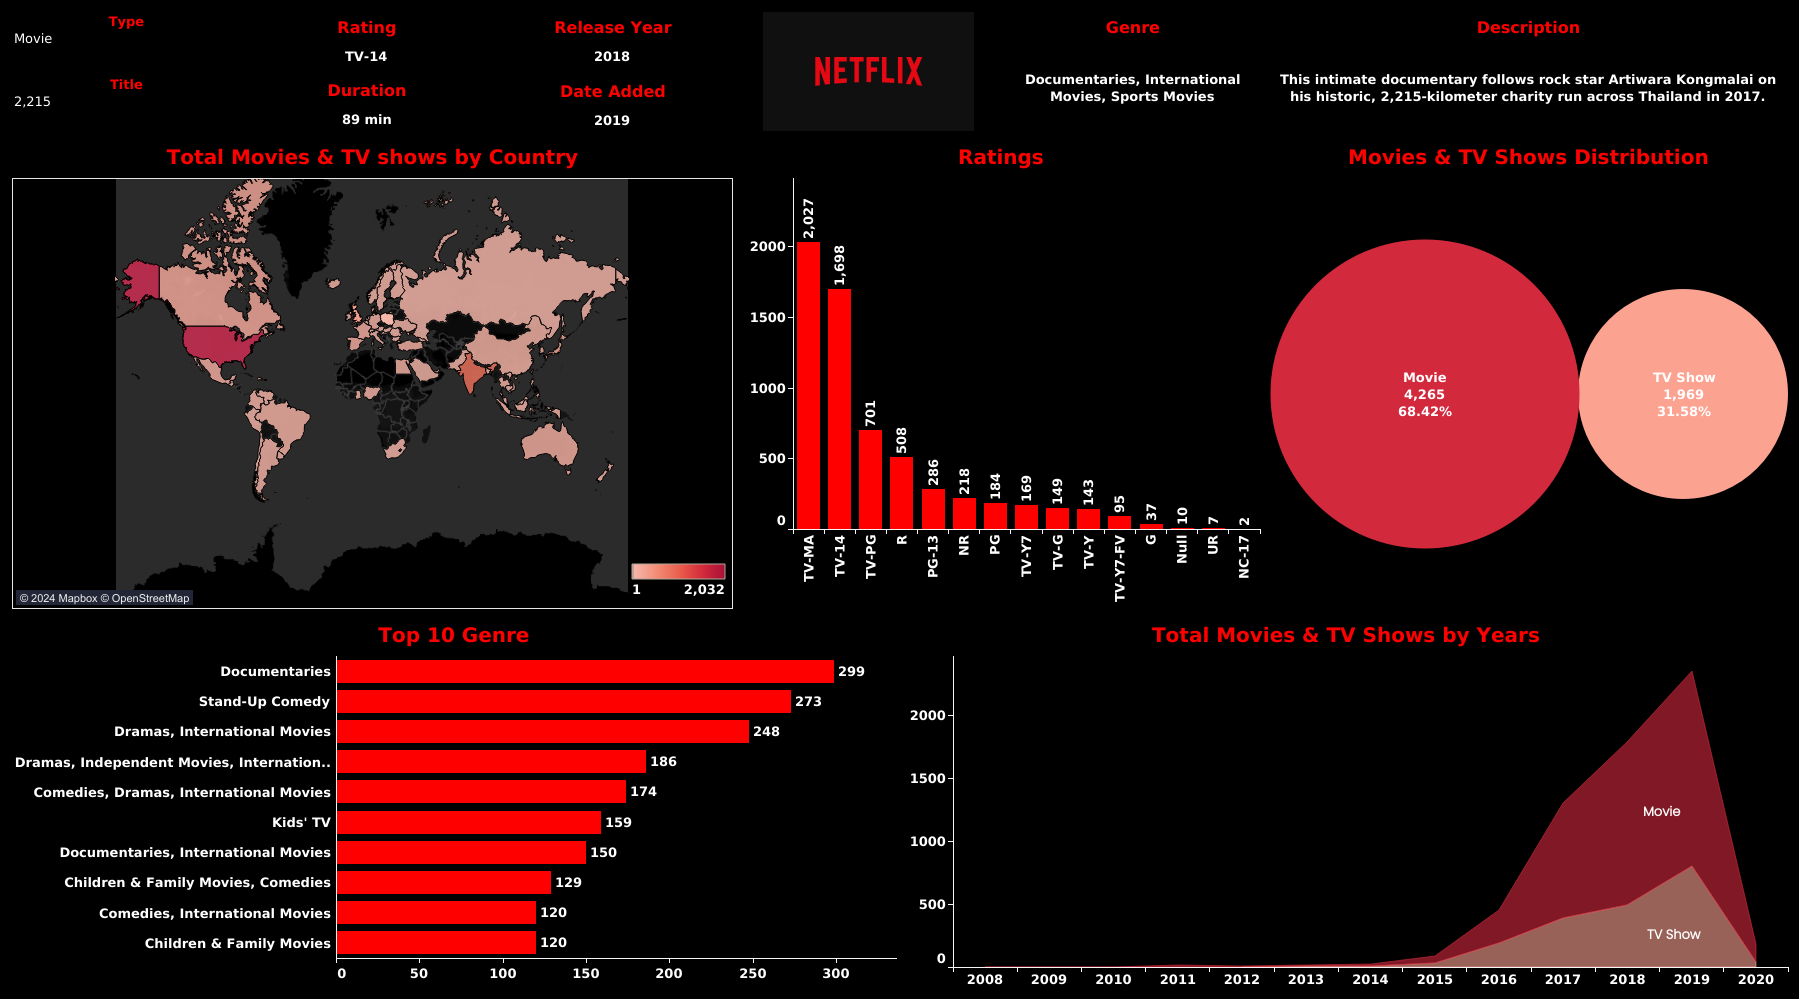 Type
Movie
Title
2,215
Rating
TV-14
Duration
89 min
Release Year
2018
Date Added
2019
NETFLIX
Genre
Documentaries, International
Movies, Sports Movies
Description
This intimate documentary follows rock star Artiwara Kongmalai on
his historic, 2,215-kilometer charity run across Thailand in 2017.
Total Movies & TV shows by Country
1 2,032
© 2024 Mapbox © OpenStreetMap
Ratings
2000
1500
1000
500
0
2,027
1,698
701
508
286
218
184
169
149
143
95
37
10
7
2
TV-MA
TV-14
TV-PG
R
PG-13
NR
PG
TV-Y7
TV-G
TV-Y
TV-Y7-FV
G
Null
UR
NC-17
Movies & TV Shows Distribution
Movie
4,265
68.42%
TV Show
1,969
31.58%
Top 10 Genre
Documentaries 299
Stand-Up Comedy 273
Dramas, International Movies 248
Dramas, Independent Movies, Internation.. 186
Comedies, Dramas, International Movies 174
Kids' TV 159
Documentaries, International Movies 150
Children & Family Movies, Comedies 129
Comedies, International Movies 120
Children & Family Movies 120
0 50 100 150 200 250 300
Total Movies & TV Shows by Years
2000
1500
1000
500
0
Movie
TV Show
2008 2009 2010 2011 2012 2013 2014 2015 2016 2017 2018 2019 2020